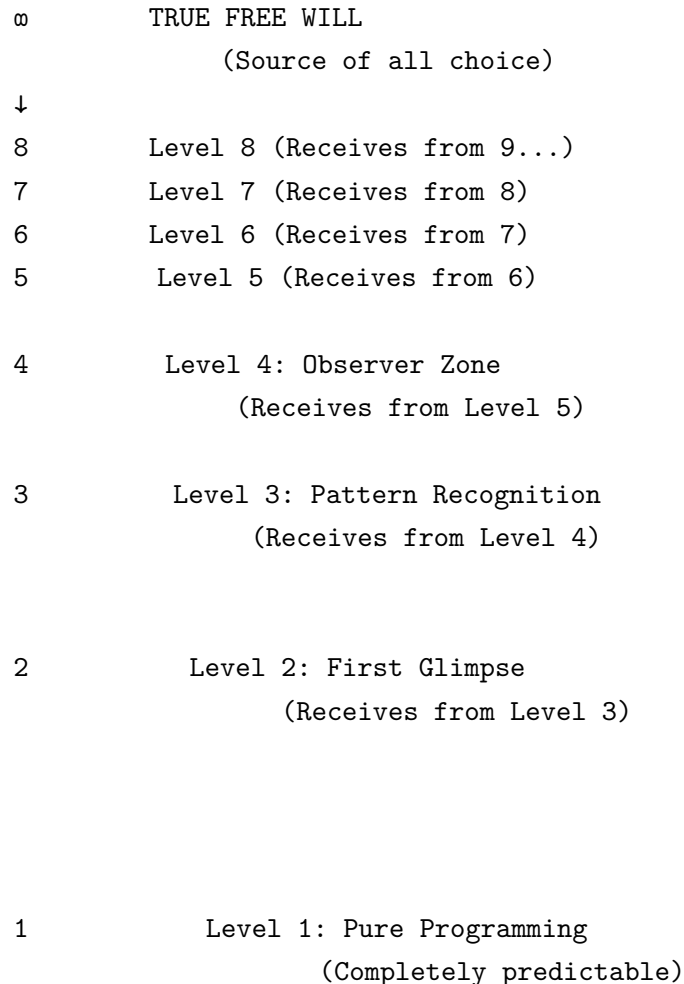 ∞ TRUE FREE WILL
(Source of all choice)
↓
8 Level 8 (Receives from 9...)
7 Level 7 (Receives from 8)
6 Level 6 (Receives from 7)
5 Level 5 (Receives from 6)
4 Level 4: Observer Zone
(Receives from Level 5)
3 Level 3: Pattern Recognition
(Receives from Level 4)
2 Level 2: First Glimpse
(Receives from Level 3)
1 Level 1: Pure Programming
(Completely predictable)